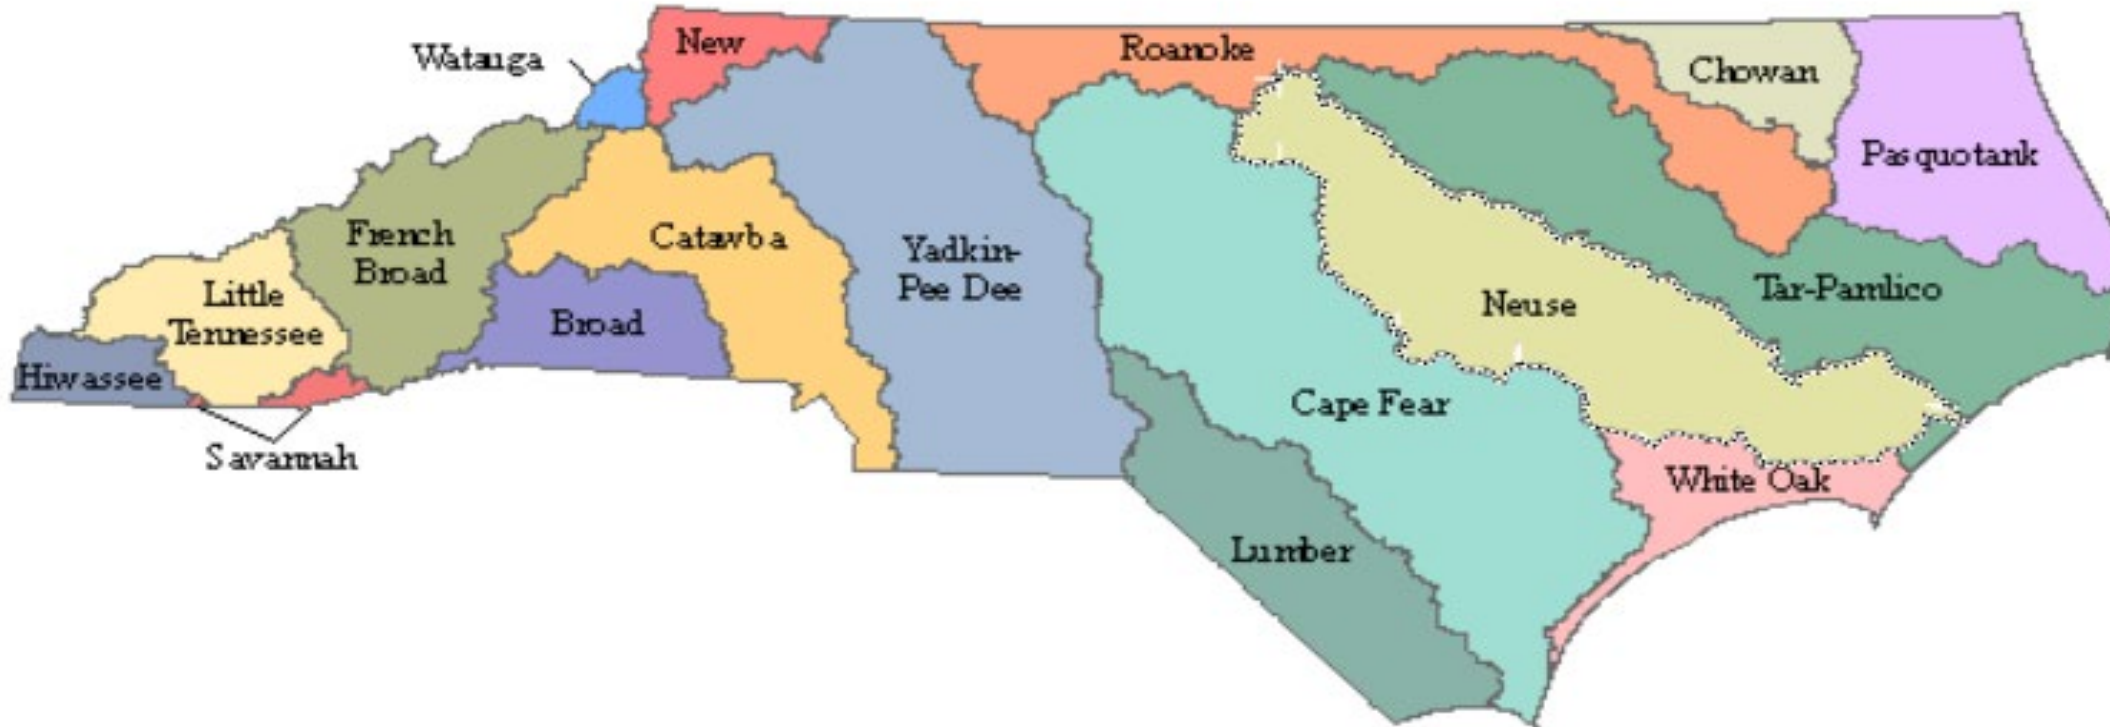 New
Roanoke
Watauga
Chowan
Pasquotank
French
Broad
Catawba
Yadkin-
Pee Dee
Little
Tennessee
Tar-Pamlico
Neuse
Broad
Hiwassee
Cape Fear
Savannah
White Oak
Lumber